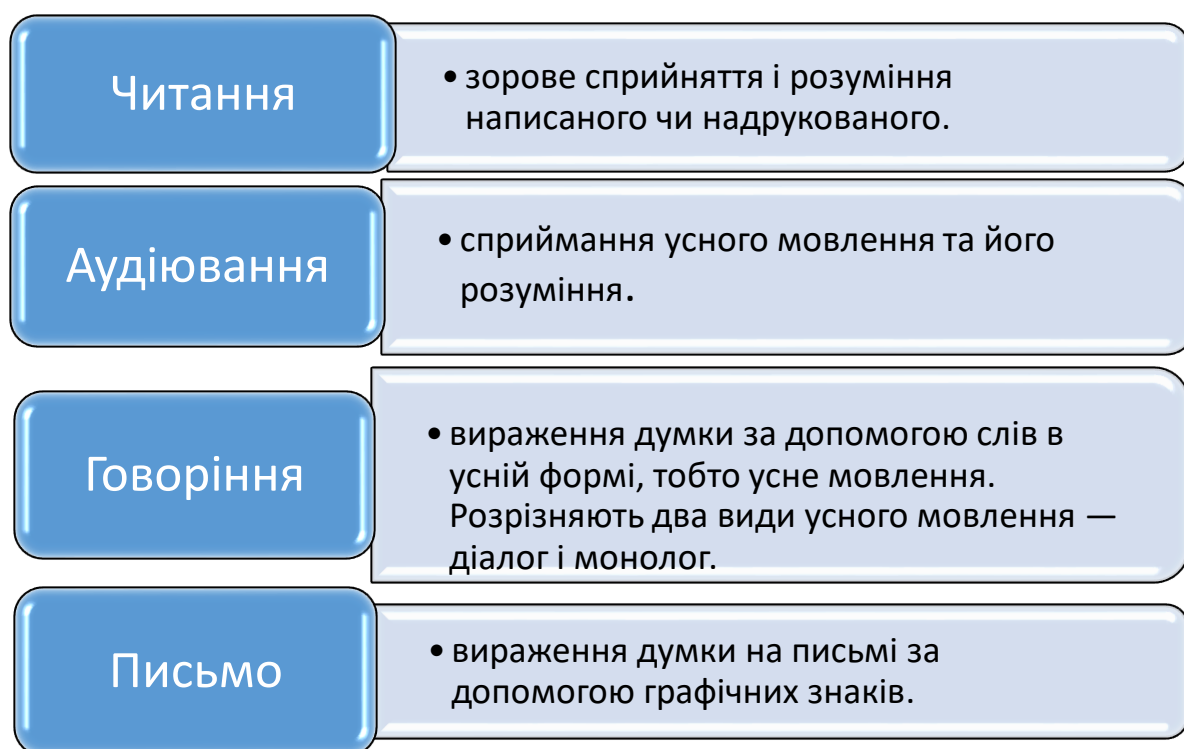 Читання
• зорове сприйняття і розуміння
написаного чи надрукованого.
Аудіювання
• сприймання усного мовлення та його
розуміння.
Говоріння
• вираження думки за допомогою слів в
усній формі, тобто усне мовлення.
Розрізняють два види усного мовлення —
діалог і монолог.
Письмо
• вираження думки на письмі за
допомогою графічних знаків.